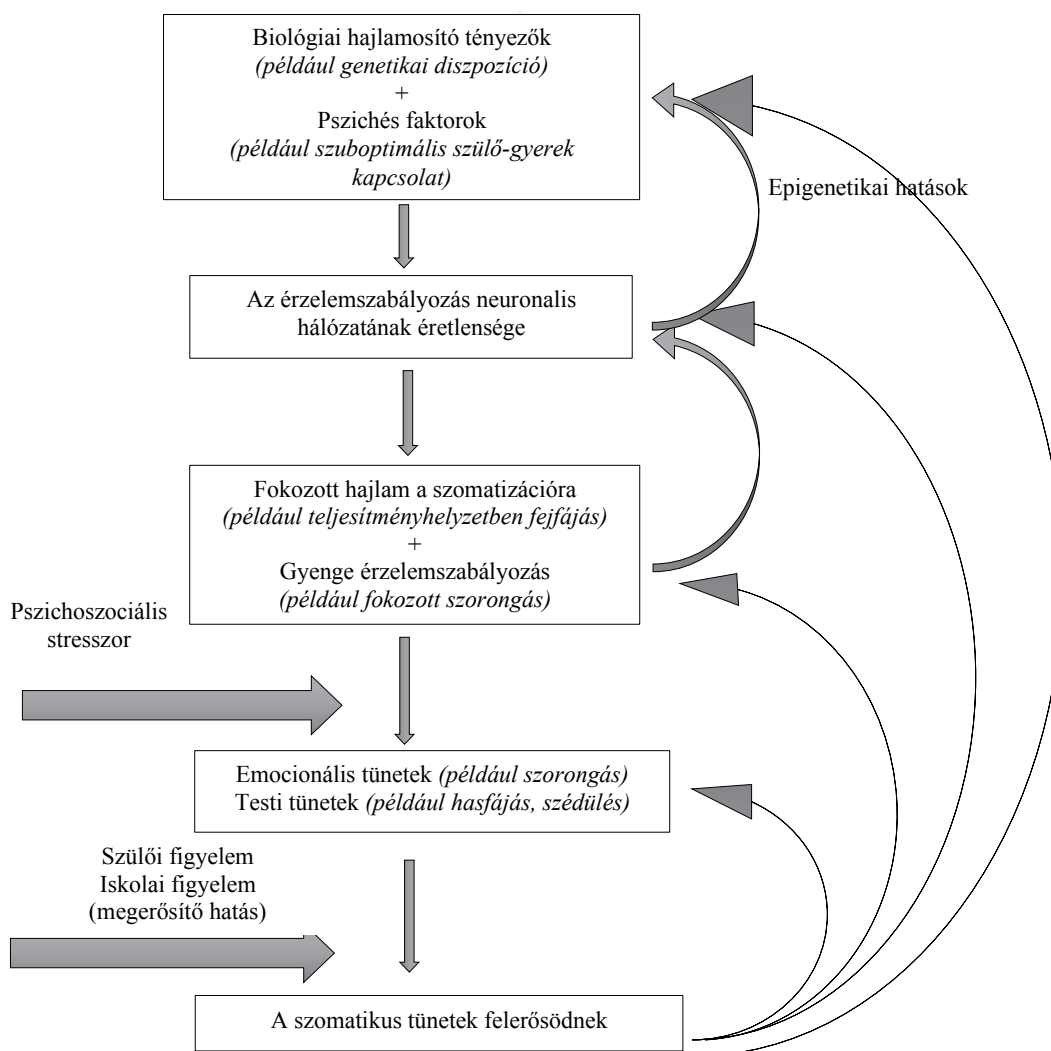 Biológiai hajlamosító tényezők
(például genetikai diszpozíció)
+
Pszichés faktorok
(például szuboptimális szülő-gyerek
kapcsolat)
Epigenetikai hatások
Az érzelemszabályozás neuronalis
hálózatának éretlensége
Fokozott hajlam a szomatizációra
(például teljesítményhelyzetben fejfájás)
+
Gyenge érzelemszabályozás
(például fokozott szorongás)
Pszichoszociális
stresszor
Emocionális tünetek (például szorongás)
Testi tünetek (például hasfájás, szédülés)
Szülői figyelem
Iskolai figyelem
(megerősítő hatás)
A szomatikus tünetek felerősödnek